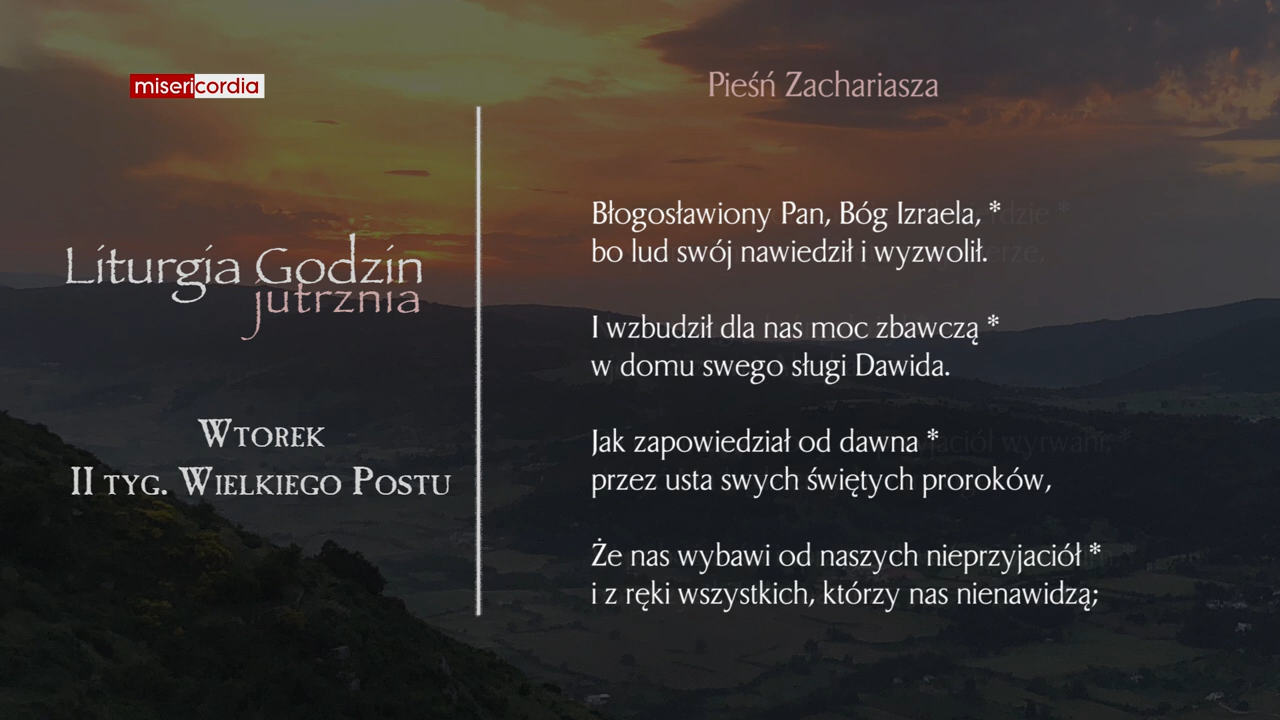 misericordia
Liturgia Godzin
jutrznia
Wtorek
II tyg. Wielkiego Postu
Pieśń Zachariasza
Błogosławiony Pan, Bóg Izraela, *
bo lud swój nawiedził i wyzwolił.
I wzbudził dla nas moc zbawczą *
w domu swego sługi Dawida.
Jak zapowiedział od dawna *
przez usta swych świętych proroków,
Że nas wybawi od naszych nieprzyjaciół *
i z ręki wszystkich, którzy nas nienawidzą;